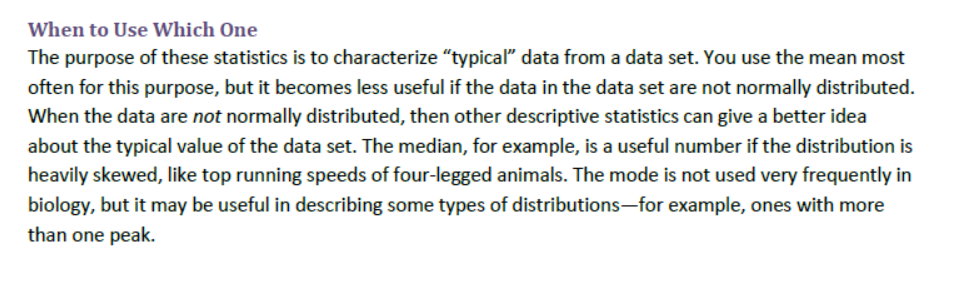 When to Use Which One
The purpose of these statistics is to characterize “typical” data from a data set. You use the mean most
often for this purpose, but it becomes less useful if the data in the data set are not normally distributed.
When the data are not normally distributed, then other descriptive statistics can give a better idea
about the typical value of the data set. The median, for example, is a useful number if the distribution is
heavily skewed, like top running speeds of four-legged animals. The mode is not used very frequently in
biology, but it may be useful in describing some types of distributions—for example, ones with more
than one peak.